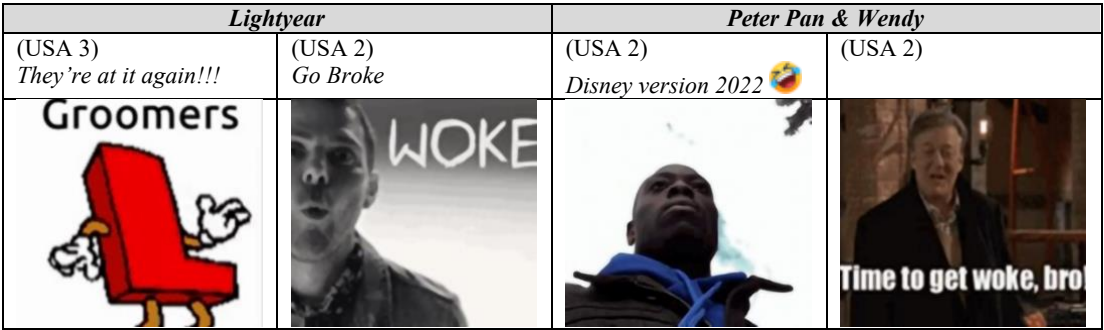 Lightyear
Peter Pan & Wendy
(USA 3)
They’re at it again!!!
(USA 2)
Go Broke
(USA 2)
Disney version 2022 🤣
(USA 2)
Groomers
WOKE
Time to get woke, bro!